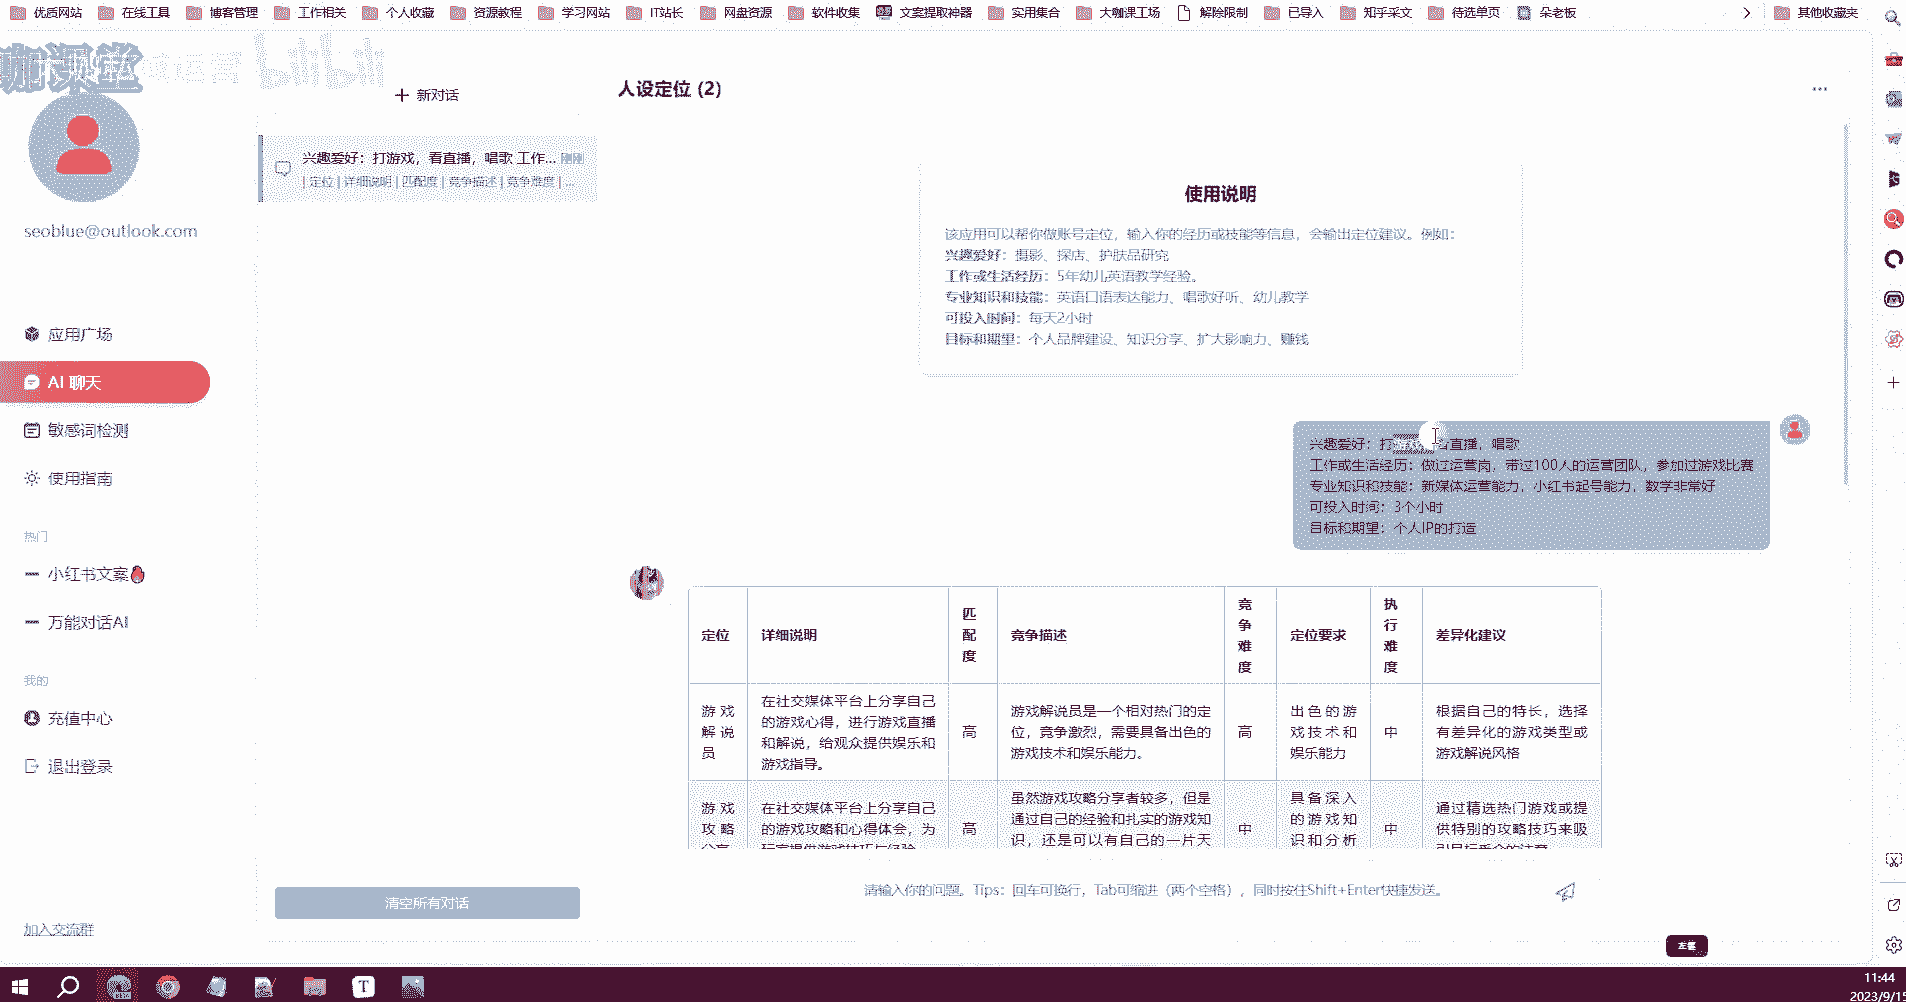 优质网站 在线工具 博客管理 工作相关 个人收藏 资源教程 学习网站 IT站长 网盘资源 软件收集 文案提取神器 实用集合 大咖课工场 解除限制 已导入 知乎采文 待选单页 朵老板 其他收藏夹
咖课堂 运营 bilibili
seoblue@outlook.com
应用广场
AI 聊天
敏感词检测
使用指南
热门
小红书文案
万能对话AI
我的
充值中心
退出登录
加入交流群
新对话
兴趣爱好：打游戏，看直播，唱歌 工作...
| 定位 | 详细说明 | 匹配度 | 竞争描述 | 竞争难度 | ...
清空所有对话
人设定位 (2)
使用说明
该应用可以帮你做账号定位，输入你的经历或技能等信息，会输出定位建议。例如：
兴趣爱好：摄影、探店、护肤品研究
工作或生活经历：5年幼儿英语教学经验。
专业知识和技能：英语口语表达能力、唱歌好听、幼儿教学
可投入时间：每天2小时
目标和期望：个人品牌建设、知识分享、扩大影响力、赚钱
兴趣爱好：打游戏，看直播，唱歌
工作或生活经历：做过运营岗，带过100人的运营团队，参加过游戏比赛
专业知识和技能：新媒体运营能力，小红书起号能力，数学非常好
可投入时间：3个小时
目标和期望：个人IP的打造
定位 详细说明 匹配度 竞争描述 竞争难度 定位要求 执行难度 差异化建议
游戏解说员
在社交媒体平台上分享自己
的游戏心得，进行游戏直播
和解说，给观众提供娱乐和
游戏指导。
高
游戏解说员是一个相对热门的定
位，竞争激烈，需要具备出色的
游戏技术和娱乐能力。
高
出色的游
戏技术和
娱乐能力
中
根据自己的特长，选择
有差异化的游戏类型或
游戏解说风格
游戏
攻略
在社交媒体平台上分享自己
的游戏攻略和心得体会，为
高
虽然游戏攻略分享者较多，但是
通过自己的经验和扎实的游戏知
识，还是可以有自己的一片天
中
具备深入
的游戏知
识和分析
中
通过精选热门游戏或提
供特别的攻略技巧来吸
请输入你的问题。Tips：回车可换行，Tab可缩进（两个空格），同时按住Shift+Enter快捷发送。
左键
11:44
2023/9/15